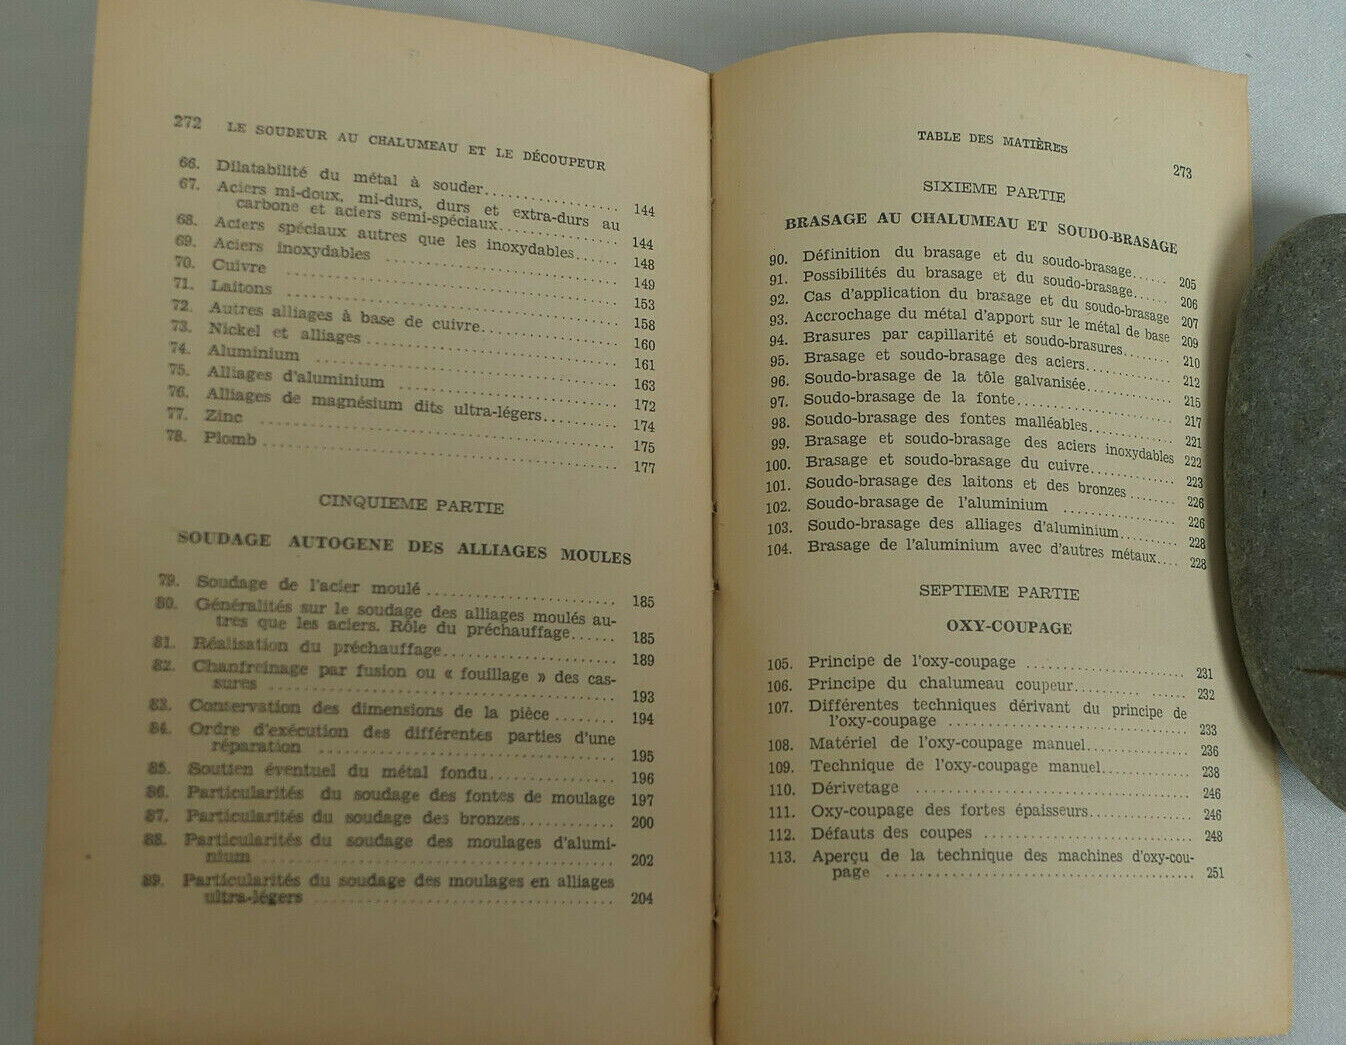 272 LE SOUDEUR AU CHALUMEAU ET LE DÉCOUPEUR
66. Dilatabilité du métal à souder.................... 144
67. Aciers mi-doux, mi-durs, durs et extra-durs au
carbone et aciers semi-spéciaux................. 144
68. Aciers spéciaux autres que les inoxydables...... 148
69. Aciers inoxydables .................... 149
70. Cuivre .................... 153
71. Laitons .................... 158
72. Autres alliages à base de cuivre.................... 160
73. Nickel et alliages.................... 161
74. Aluminium .................... 163
75. Alliages d'aluminium .................... 172
76. Alliages de magnésium dits ultra-légers.......... 174
77. Zinc .................... 175
78. Plomb .................... 177
CINQUIEME PARTIE
SOUDAGE AUTOGENE DES ALLIAGES MOULES
79. Soudage de l'acier moulé .................... 185
80. Généralités sur le soudage des alliages moulés au-
tres que les aciers. Rôle du préchauffage...... 185
81. Réalisation du préchauffage.................... 189
82. Chanfreinage par fusion ou « fouillage » des cas-
sures .................... 193
83. Conservation des dimensions de la pièce ........ 194
84. Ordre d'exécution des différentes parties d'une
réparation .................... 195
85. Soutien éventuel du métal fondu................ 196
86. Particularités du soudage des fontes de moulage 197
87. Particularités du soudage des bronzes............ 200
88. Particularités du soudage des moulages d'alumi-
nium .................... 202
89. Particularités du soudage des moulages en alliages
ultra-légers .................... 204
TABLE DES MATIÈRES 273
SIXIEME PARTIE
BRASAGE AU CHALUMEAU ET SOUDO-BRASAGE
90. Définition du brasage et du soudo-brasage...... 205
91. Possibilités du brasage et du soudo-brasage...... 206
92. Cas d'application du brasage et du soudo-brasage 207
93. Accrochage du métal d'apport sur le métal de base 209
94. Brasures par capillarité et soudo-brasures........ 210
95. Brasage et soudo-brasage des aciers.............. 212
96. Soudo-brasage de la tôle galvanisée.............. 215
97. Soudo-brasage de la fonte.................... 217
98. Soudo-brasage des fontes malléables.............. 221
99. Brasage et soudo-brasage des aciers inoxydables 222
100. Brasage et soudo-brasage du cuivre.............. 223
101. Soudo-brasage des laitons et des bronzes........ 226
102. Soudo-brasage de l'aluminium .................. 226
103. Soudo-brasage des alliages d'aluminium.......... 228
104. Brasage de l'aluminium avec d'autres métaux.... 228
SEPTIEME PARTIE
OXY-COUPAGE
105. Principe de l'oxy-coupage .................... 231
106. Principe du chalumeau coupeur.......... ...... 232
107. Différentes techniques dérivant du principe de
l'oxy-coupage .................... 233
108. Matériel de l'oxy-coupage manuel................ 236
109. Technique de l'oxy-coupage manuel.............. 238
110. Dérivetage .................... 246
111. Oxy-coupage des fortes épaisseurs................ 246
112. Défauts des coupes .................... 248
113. Aperçu de la technique des machines d'oxy-cou-
page .................... 251